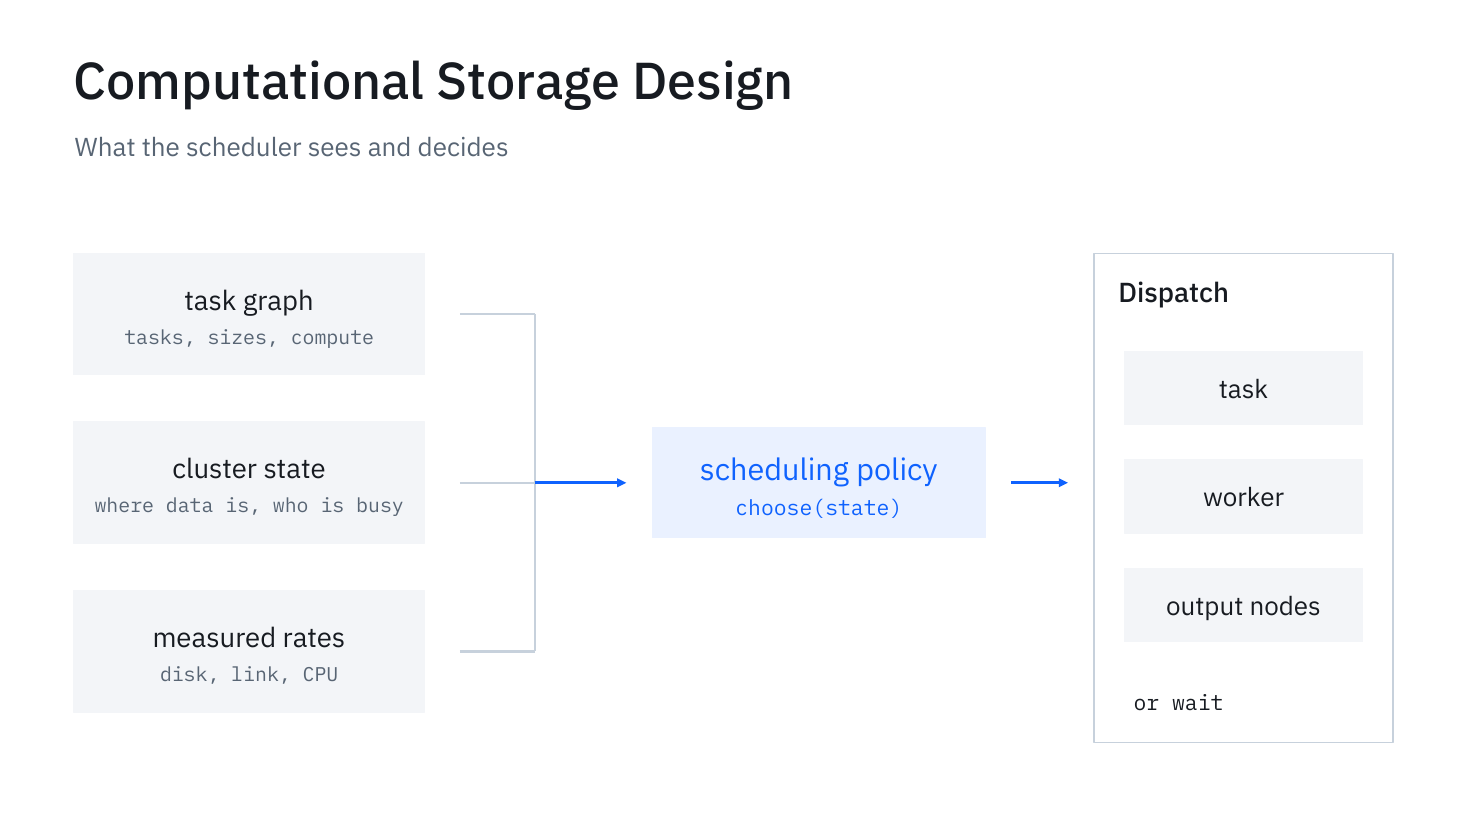 Computational Storage Design
What the scheduler sees and decides
task graph
tasks, sizes, compute
cluster state
where data is, who is busy
measured rates
disk, link, CPU
scheduling policy
choose(state)
Dispatch
task
worker
output nodes
or wait